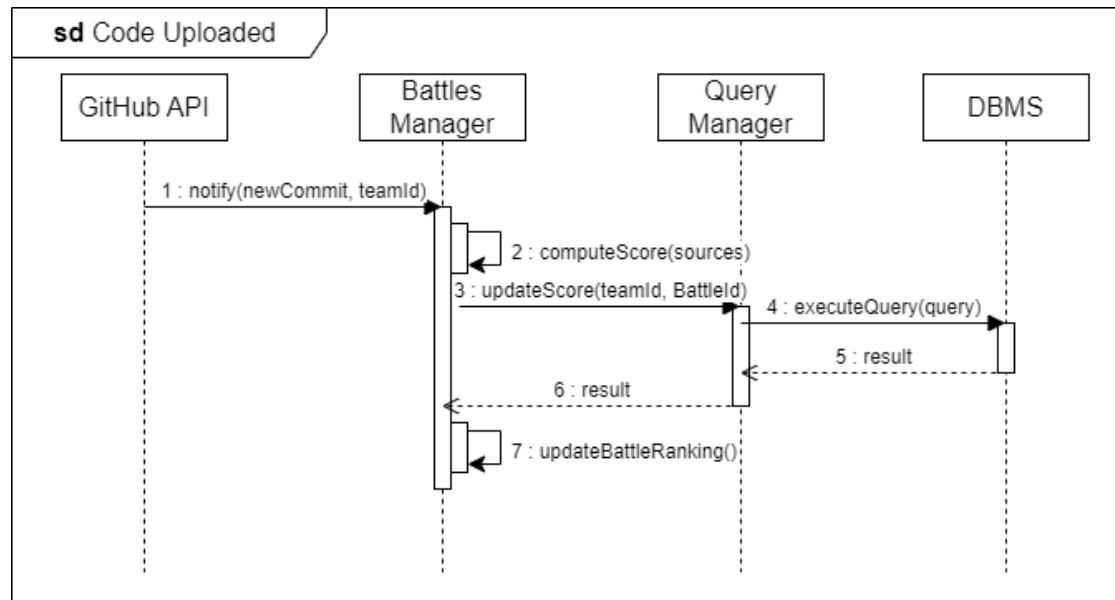 sd Code Uploaded
GitHub API
Battles
Manager
Query
Manager
DBMS
1 : notify(newCommit, teamId)
2 : computeScore(sources)
3 : updateScore(teamId, BattleId)
4 : executeQuery(query)
5 : result
6 : result
7 : updateBattleRanking()